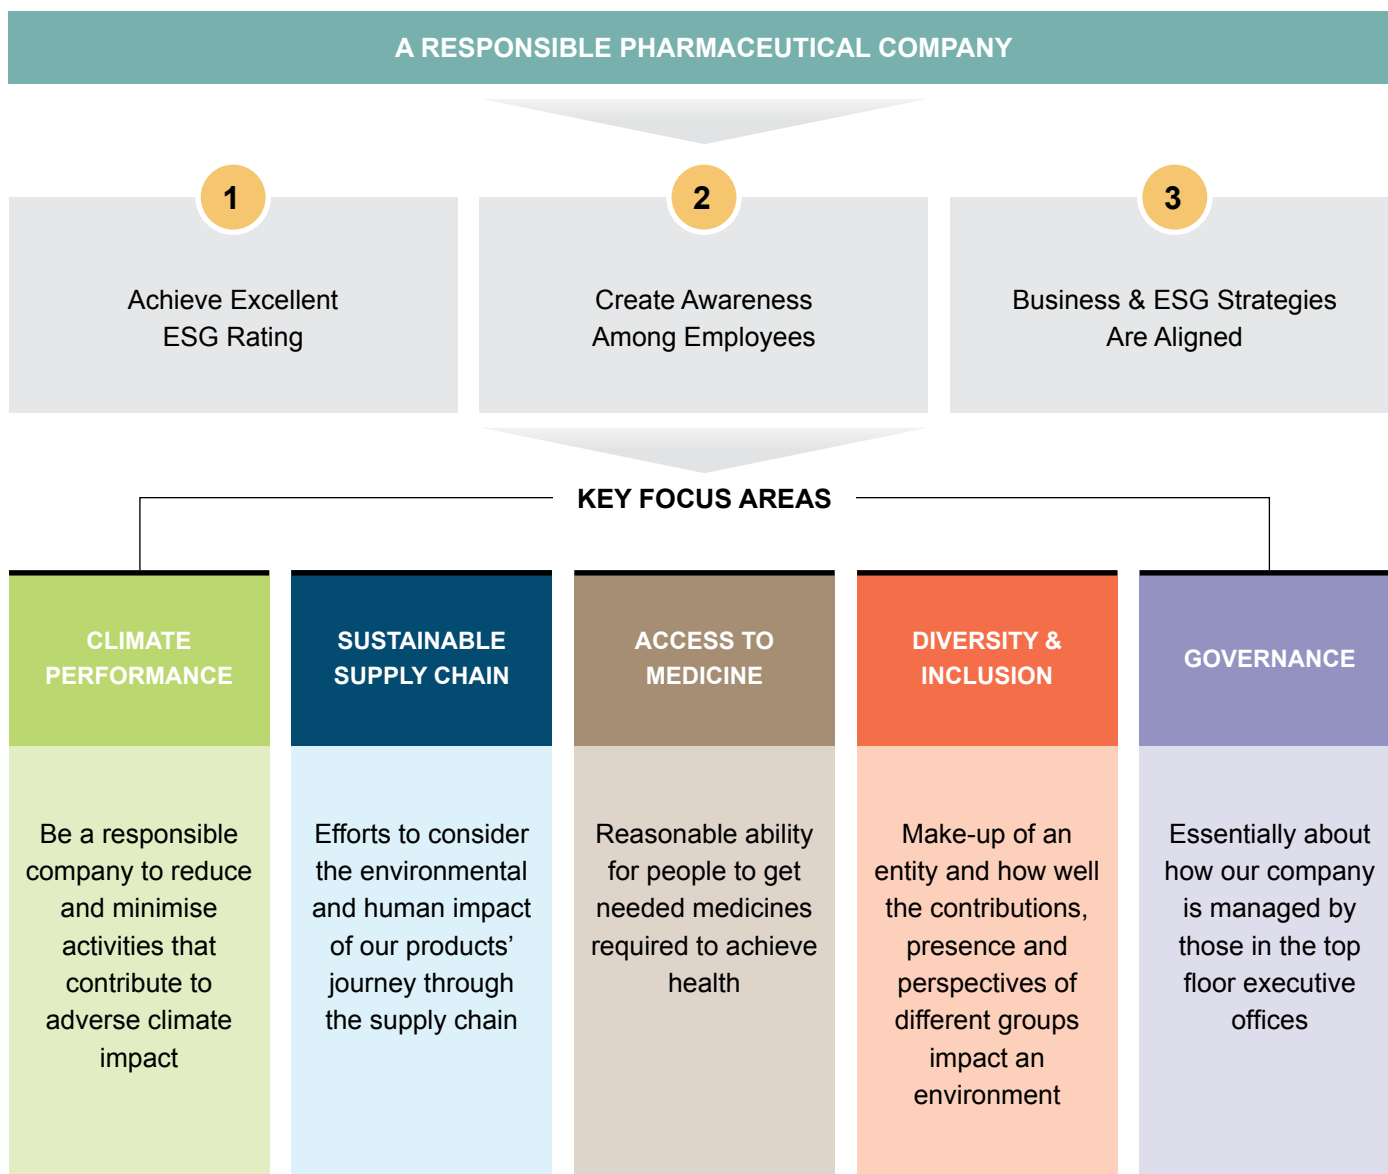 A RESPONSIBLE PHARMACEUTICAL COMPANY
1
Achieve Excellent
ESG Rating
2
Create Awareness
Among Employees
3
Business & ESG Strategies
Are Aligned
KEY FOCUS AREAS
CLIMATE
PERFORMANCE
Be a responsible
company to reduce
and minimise
activities that
contribute to
adverse climate
impact
SUSTAINABLE
SUPPLY CHAIN
Efforts to consider
the environmental
and human impact
of our products’
journey through
the supply chain
ACCESS TO
MEDICINE
Reasonable ability
for people to get
needed medicines
required to achieve
health
DIVERSITY &
INCLUSION
Make-up of an
entity and how well
the contributions,
presence and
perspectives of
different groups
impact an
environment
GOVERNANCE
Essentially about
how our company
is managed by
those in the top
floor executive
offices